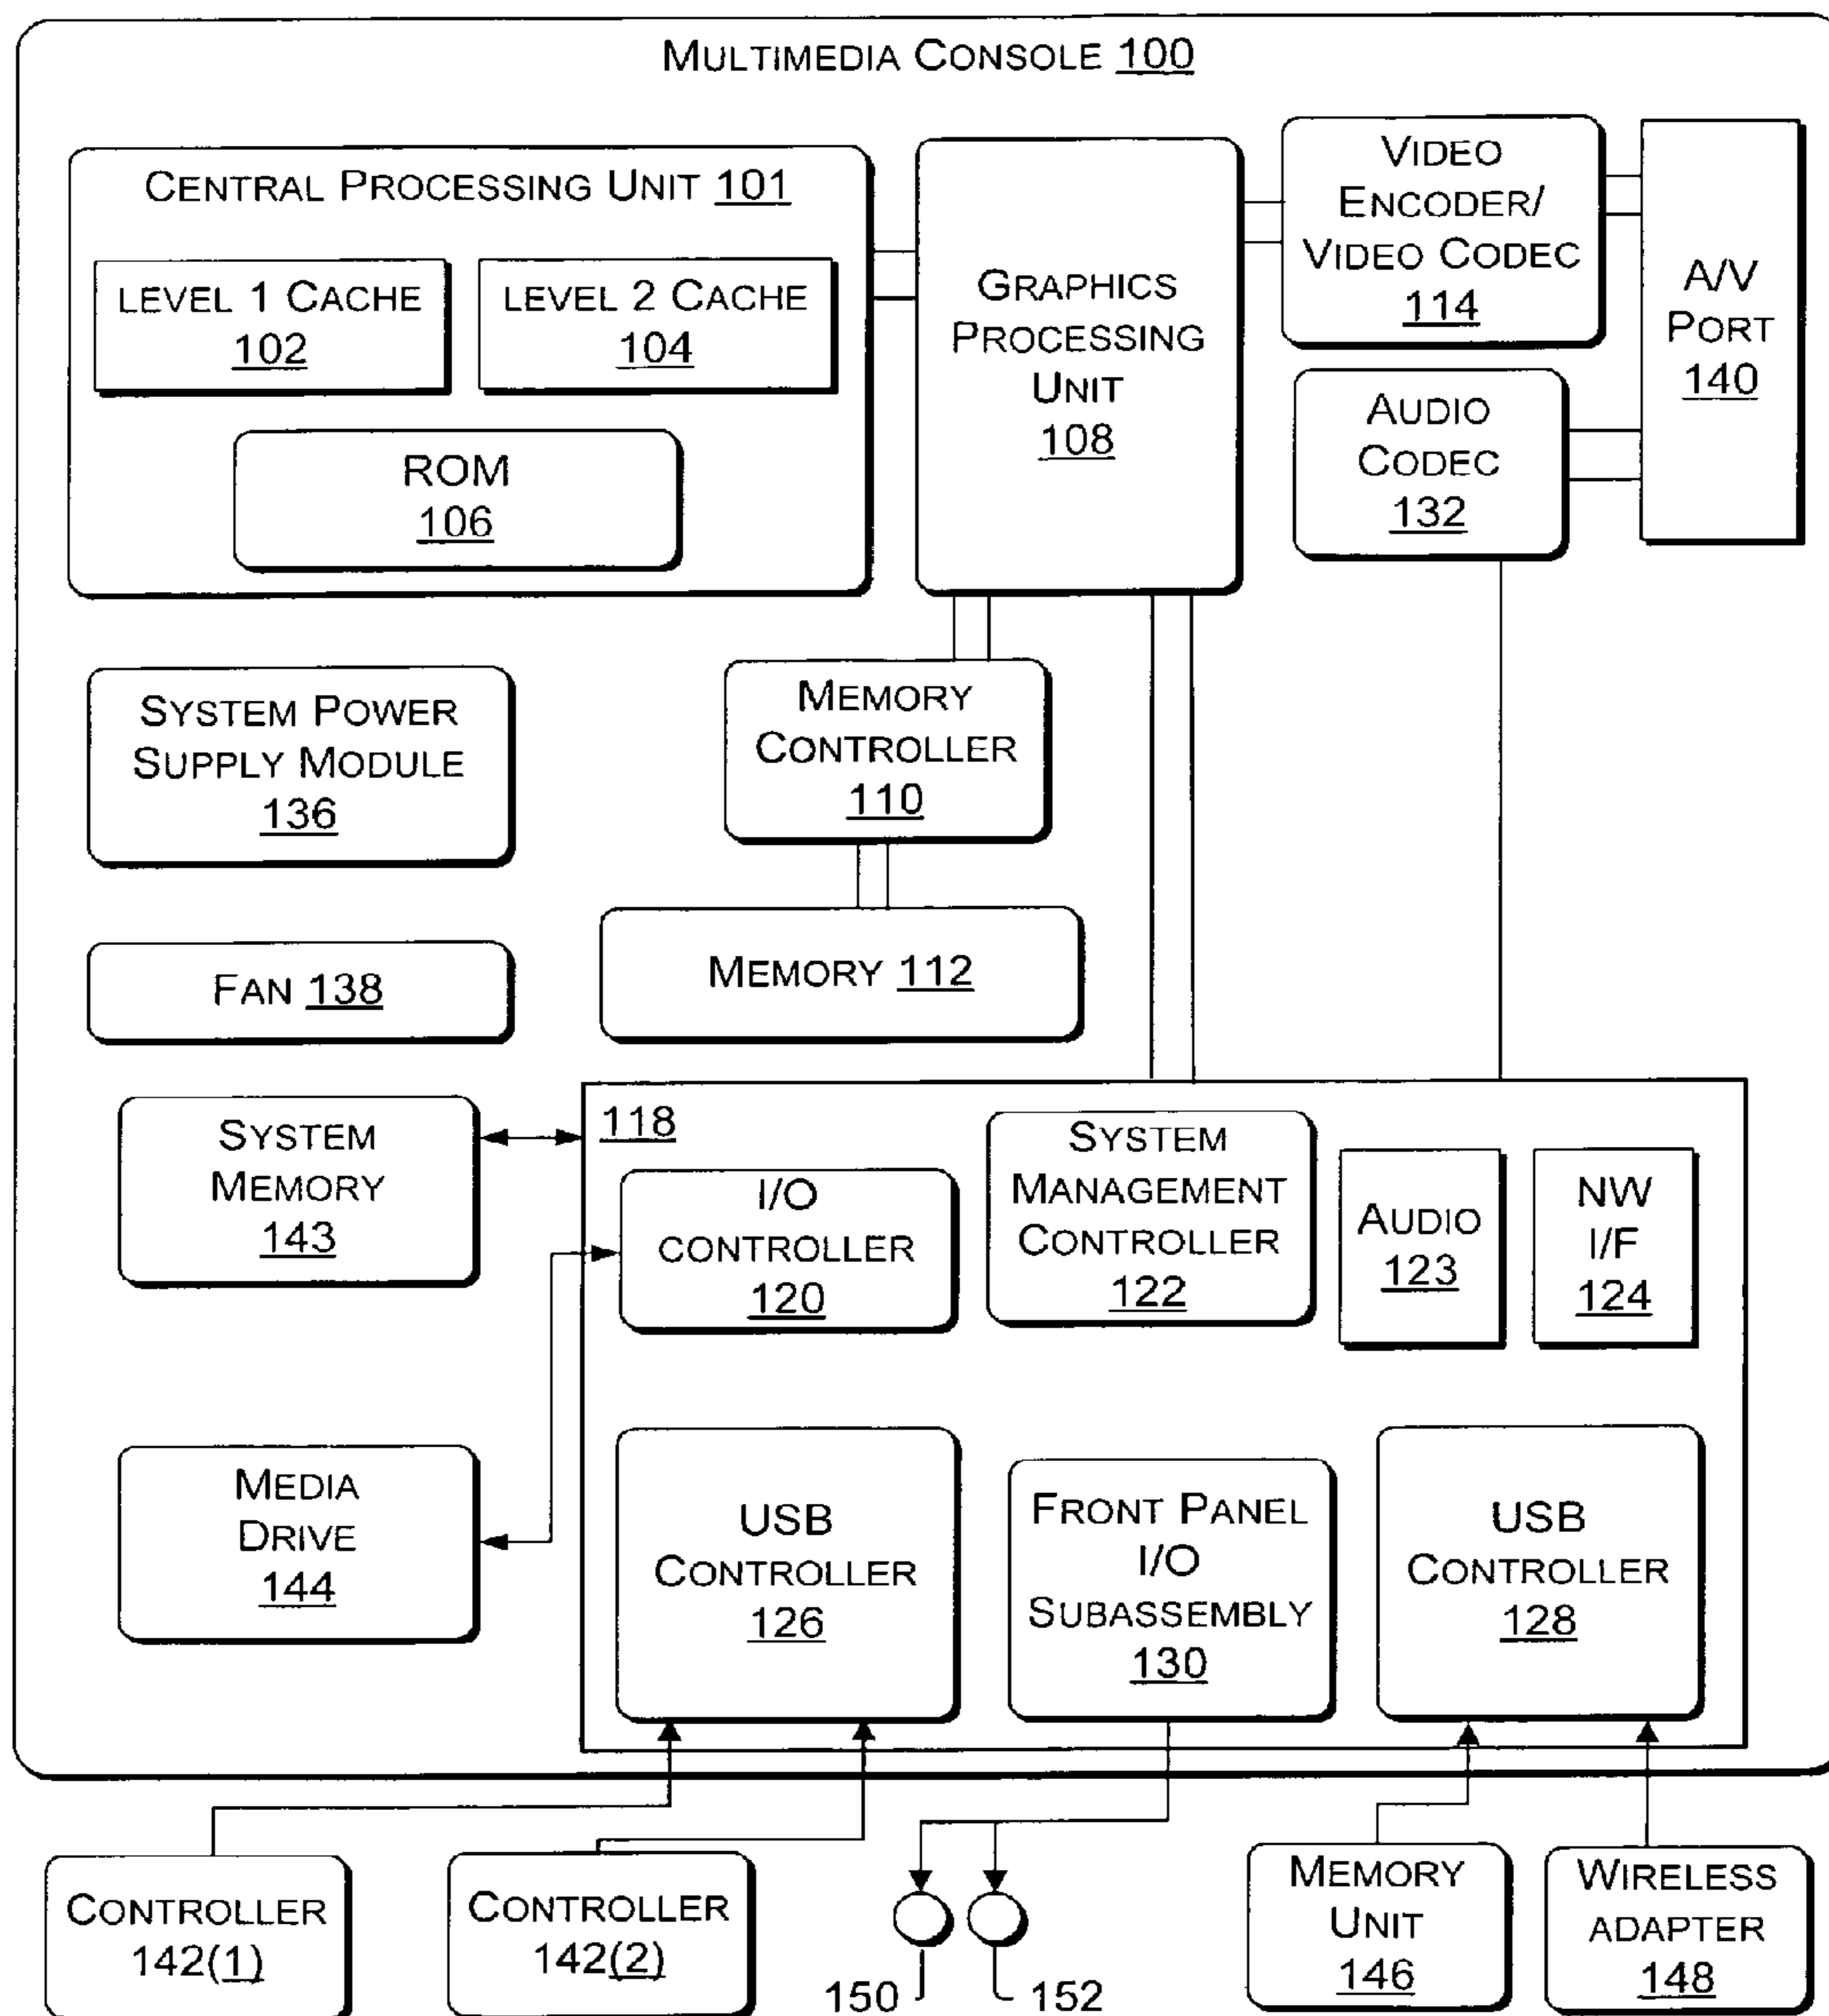 MULTIMEDIA CONSOLE 100
CENTRAL PROCESSING UNIT 101
LEVEL 1 CACHE
102
LEVEL 2 CACHE
104
ROM
106
GRAPHICS
PROCESSING
UNIT
108
VIDEO
ENCODER/
VIDEO CODEC
114
AUDIO
CODEC
132
A/V
PORT
140
SYSTEM POWER
SUPPLY MODULE
136
MEMORY
CONTROLLER
110
FAN 138
MEMORY 112
SYSTEM
MEMORY
143
118
I/O
CONTROLLER
120
SYSTEM
MANAGEMENT
CONTROLLER
122
AUDIO
123
NW
I/F
124
MEDIA
DRIVE
144
USB
CONTROLLER
126
FRONT PANEL
I/O
SUBASSEMBLY
130
USB
CONTROLLER
128
CONTROLLER
142(1)
CONTROLLER
142(2)
150
152
MEMORY
UNIT
146
WIRELESS
ADAPTER
148